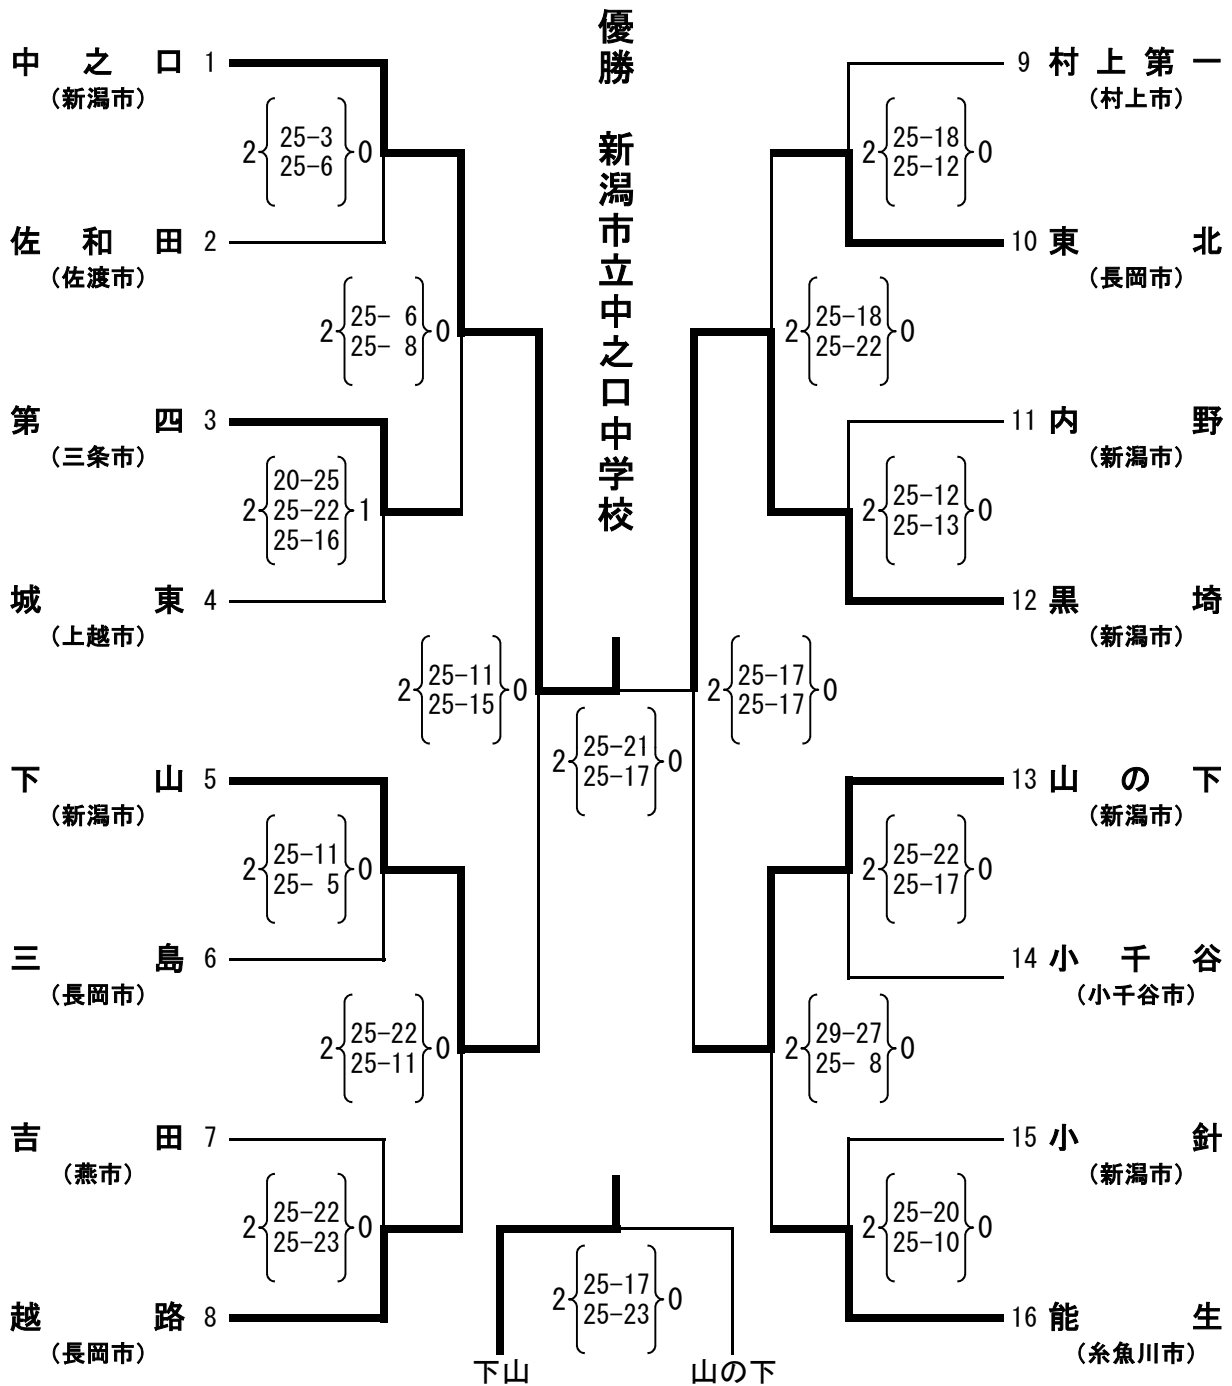 優勝 新潟市立中之口中学校
中之口 1
（新潟市）
2 25-3 0
25-6
佐和田 2
（佐渡市）
2 25- 6 0
25- 8
第四 3
（三条市）
20-25
2 25-22 1
25-16
城東 4
（上越市）
2 25-11 0
25-15
下山 5
（新潟市）
2 25-11 0
25- 5
三島 6
（長岡市）
2 25-22 0
25-11
吉田 7
（燕市）
2 25-22 0
25-23
越路 8
（長岡市）
2 25-21 0
25-17
9 村上第一
（村上市）
2 25-18 0
25-12
10 東北
（長岡市）
2 25-18 0
25-22
11 内野
（新潟市）
2 25-12 0
25-13
12 黒埼
（新潟市）
2 25-17 0
25-17
13 山の下
（新潟市）
2 25-22 0
25-17
14 小千谷
（小千谷市）
2 29-27 0
25- 8
15 小針
（新潟市）
2 25-20 0
25-10
16 能生
（糸魚川市）
2 25-17 0
25-23
下山 山の下